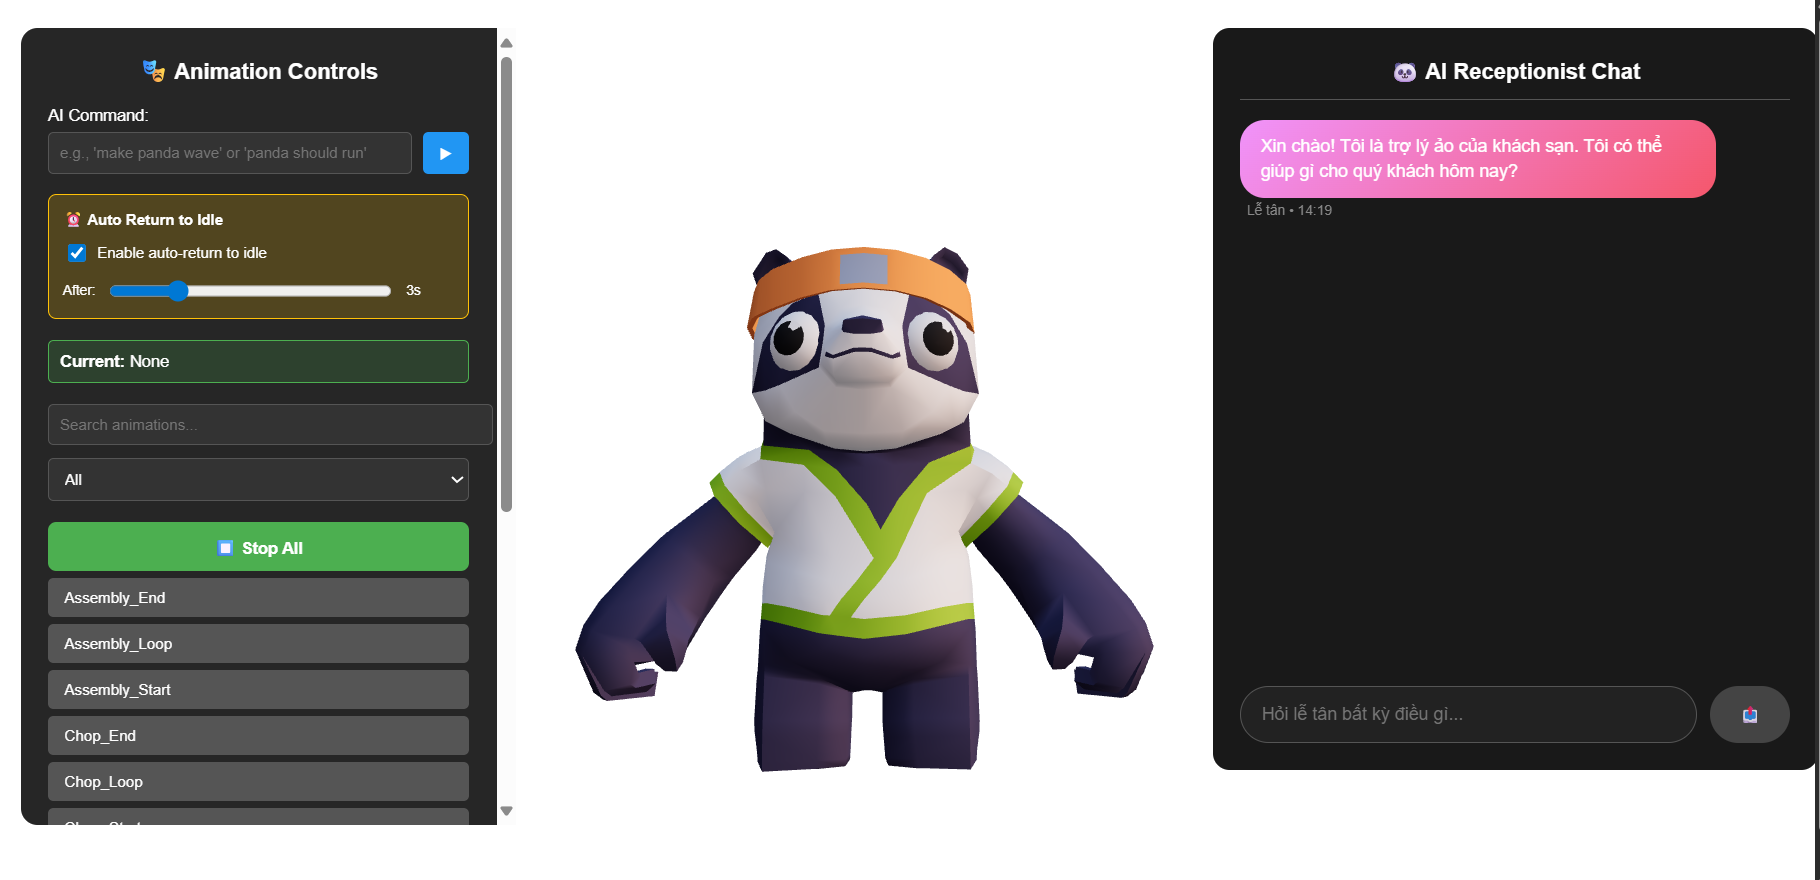 Animation Controls
AI Command:
e.g., 'make panda wave' or 'panda should run'
Auto Return to Idle
Enable auto-return to idle
After: 3s
Current: None
Search animations...
All
Stop All
Assembly_End
Assembly_Loop
Assembly_Start
Chop_End
Chop_Loop
AI Receptionist Chat
Xin chào! Tôi là trợ lý ảo của khách sạn. Tôi có thể
giúp gì cho quý khách hôm nay?
Lễ tân • 14:19
Hỏi lễ tân bất kỳ điều gì...